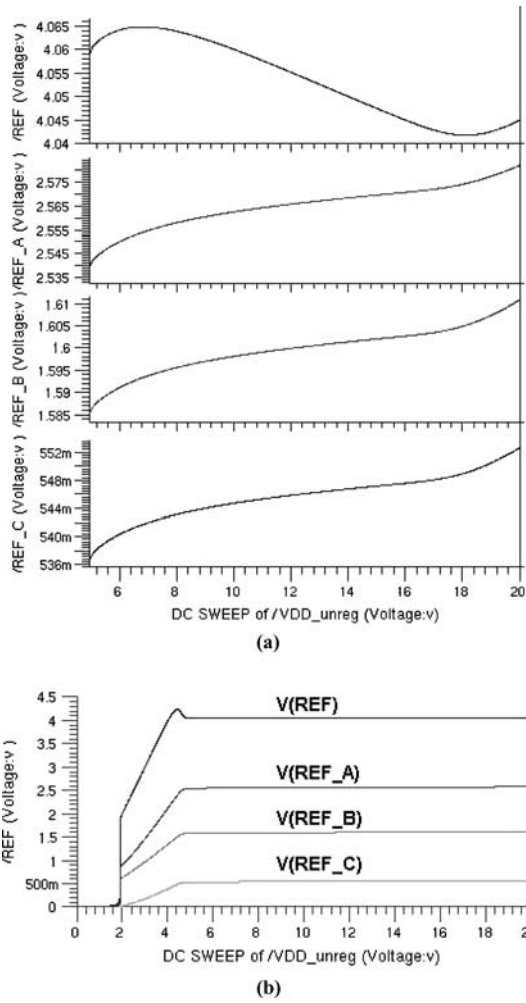 /REF (Voltage:v)
4.065
4.06
4.055
4.05
4.045
4.04
/REF_A (Voltage:v)
2.575
2.565
2.555
2.545
2.535
/REF_B (Voltage:v)
1.61
1.605
1.6
1.595
1.59
1.585
/REF_C (Voltage:v)
552m
548m
544m
540m
536m
6 8 10 12 14 16 18 20
DC SWEEP of /VDD_unreg (Voltage:v)
(a)
/REF (Voltage:v)
4.5
4
3.5
3
2.5
2
1.5
1
500m
0
V(REF)
V(REF_A)
V(REF_B)
V(REF_C)
0 2 4 6 8 10 12 14 16 18
DC SWEEP of /VDD_unreg (Voltage:v)
(b)